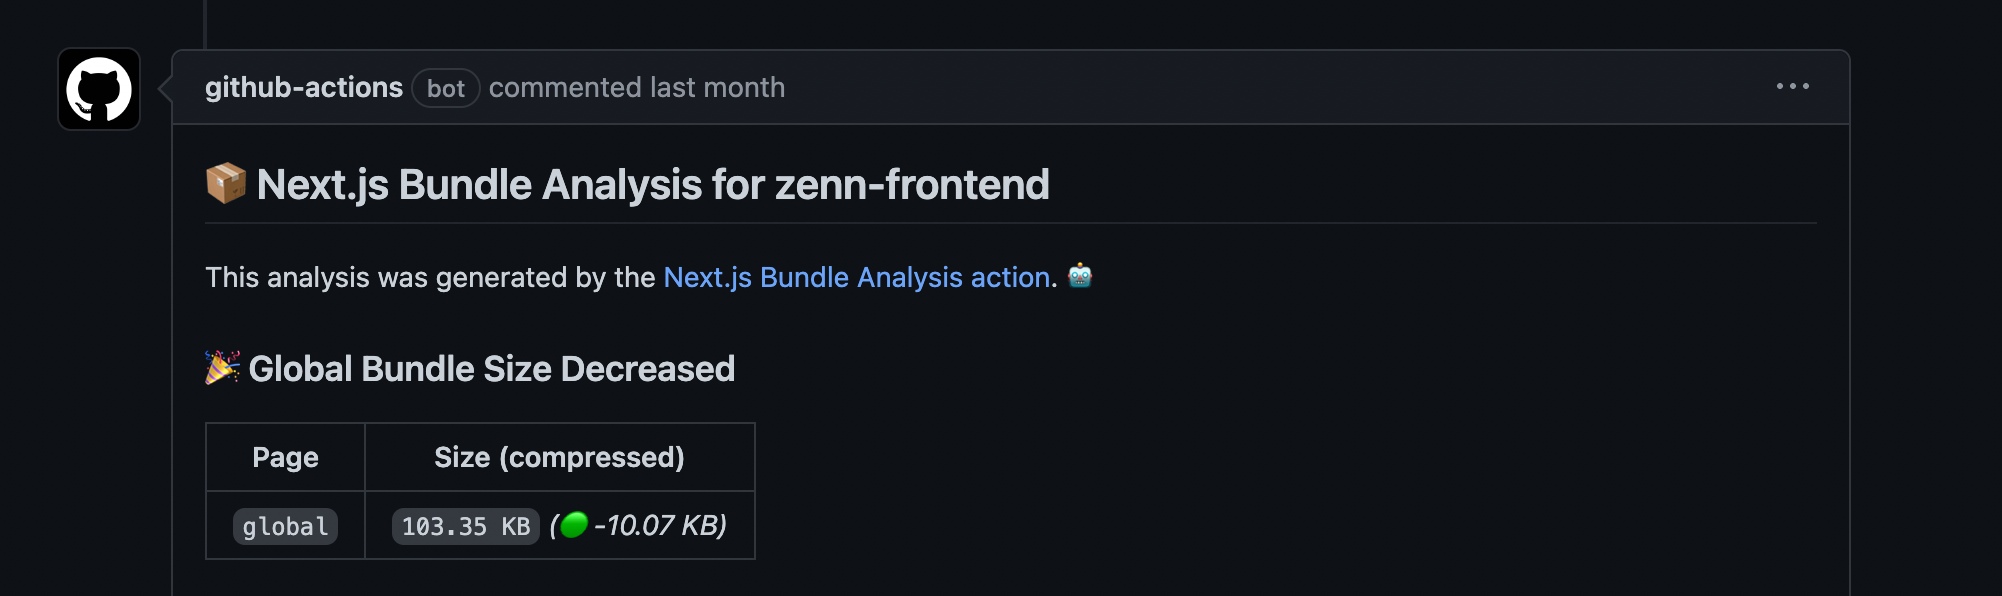 github-actions bot commented last month
📦 Next.js Bundle Analysis for zenn-frontend
This analysis was generated by the Next.js Bundle Analysis action. 🤖
🎉 Global Bundle Size Decreased
Page Size (compressed)
global 103.35 KB (🟢 -10.07 KB)